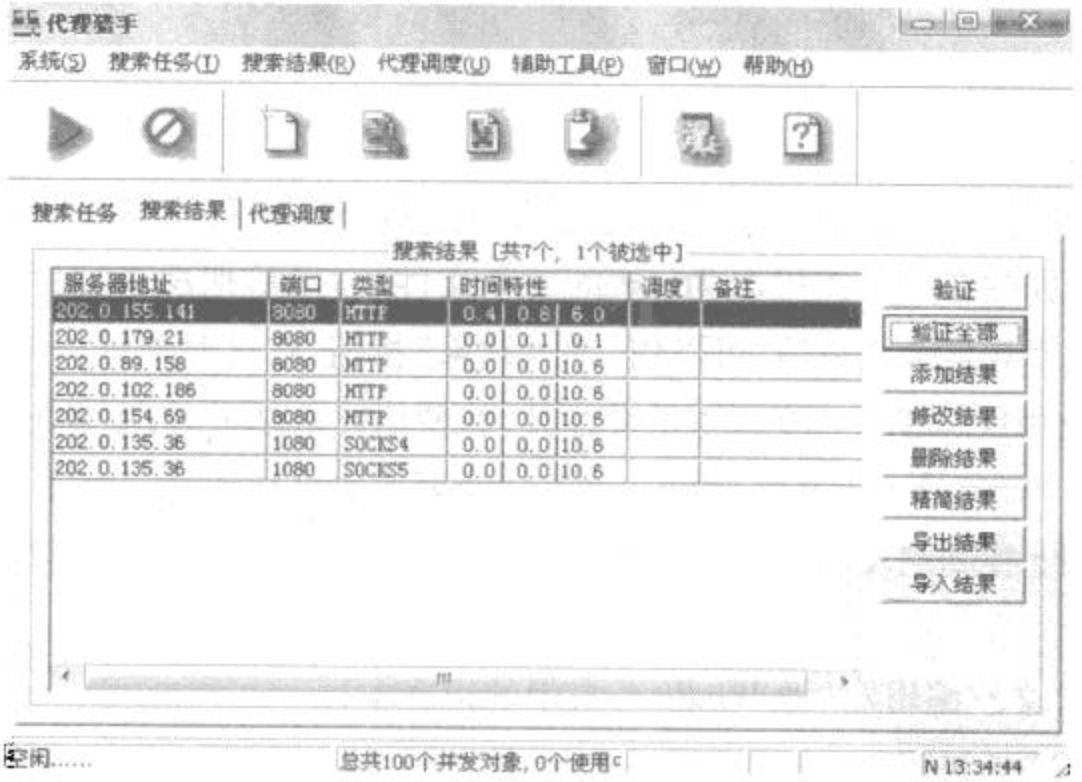 代理猎手
系统(S) 搜索任务(T) 搜索结果(R) 代理调度(U) 辅助工具(P) 窗口(W) 帮助(H)
搜索任务 搜索结果 代理调度
搜索结果 [共7个, 1个被选中]
服务器地址 端口 类型 时间特性 调度 备注
202.0.155.141 8080 HTTP 0.4 0.8 6.0
202.0.179.21 8080 HTTP 0.0 0.1 0.1
202.0.89.158 8080 HTTP 0.0 0.0 10.6
202.0.102.186 8080 HTTP 0.0 0.0 10.6
202.0.154.69 8080 HTTP 0.0 0.0 10.6
202.0.135.36 1080 SOCKS4 0.0 0.0 10.6
202.0.135.36 1080 SOCKS5 0.0 0.0 10.6
验证
验证全部
添加结果
修改结果
删除结果
精简结果
导出结果
导入结果
空闲...... 总共100个并发对象, 0个使用 N 13:34:44